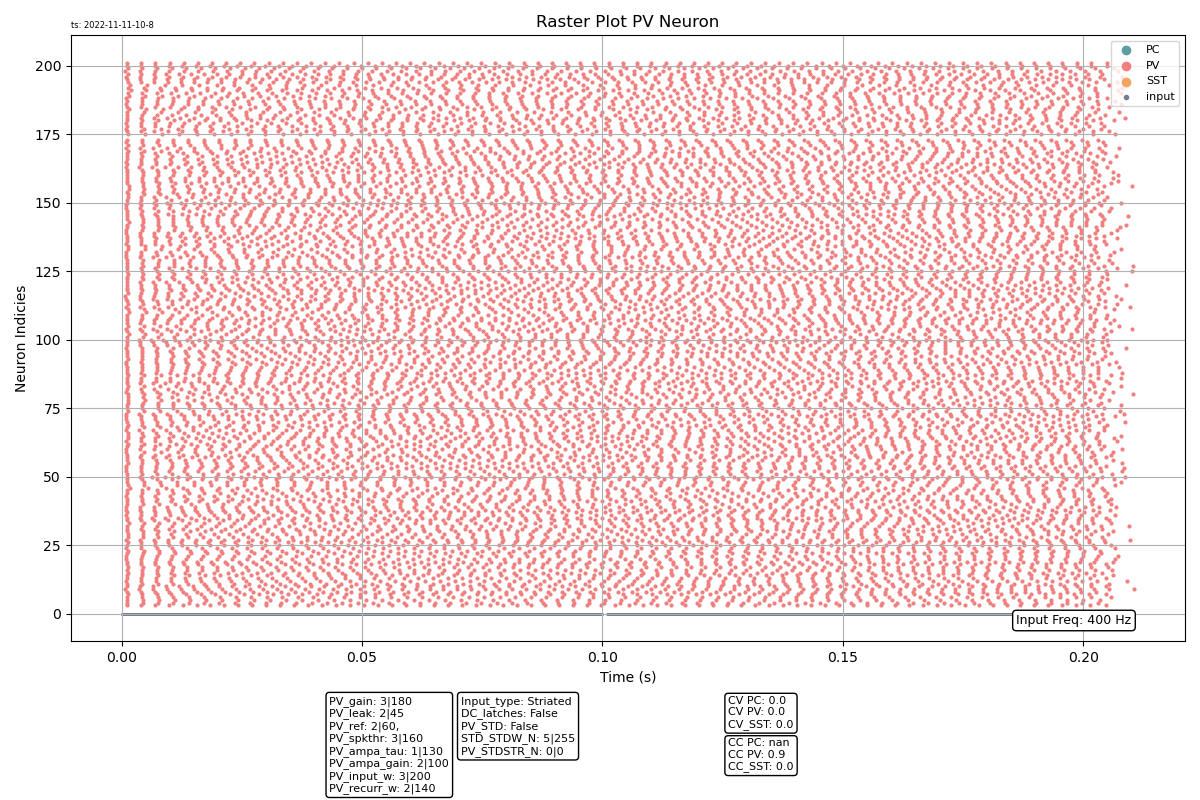 ts: 2022-11-11-10-8
Raster Plot PV Neuron
PC
PV
SST
input
Neuron Indicies
200
175
150
125
100
75
50
25
0
Input Freq: 400 Hz
0.00
0.05
0.10
0.15
0.20
Time (s)
PV_gain: 3|180
PV_leak: 2|45
PV_ref: 2|60,
PV_spkthr: 3|160
PV_ampa_tau: 1|130
PV_ampa_gain: 2|100
PV_input_w: 3|200
PV_recurr_w: 2|140
Input_type: Striated
DC_latches: False
PV_STD: False
STD_STDW_N: 5|255
PV_STDSTR_N: 0|0
CV PC: 0.0
CV PV: 0.0
CV_SST: 0.0
CC PC: nan
CC PV: 0.9
CC_SST: 0.0